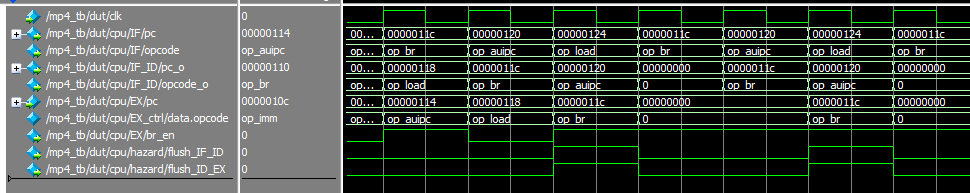 /mp4_tb/dut/clk 0
/mp4_tb/dut/cpu/IF/pc 00000114 00... 0000011c 00000120 00000124 0000011c 00000120 00000124 0000011c
/mp4_tb/dut/cpu/IF/opcode op_auipc op... op_br op_auipc op_load op_br op_auipc op_load op_br
/mp4_tb/dut/cpu/IF_ID/pc_o 00000110 00... 00000118 0000011c 00000120 00000000 0000011c 00000120 00000000
/mp4_tb/dut/cpu/IF_ID/opcode_o op_br op... op_load op_br op_auipc 0 op_br op_auipc 0
/mp4_tb/dut/cpu/EX/pc 0000010c 00... 00000114 00000118 0000011c 00000000 0000011c 00000000
/mp4_tb/dut/cpu/EX_ctrl/data.opcode op_imm op... op_auipc op_load op_br 0 op_br 0
/mp4_tb/dut/cpu/EX/br_en 0
/mp4_tb/dut/cpu/hazard/flush_IF_ID 0
/mp4_tb/dut/cpu/hazard/flush_ID_EX 0